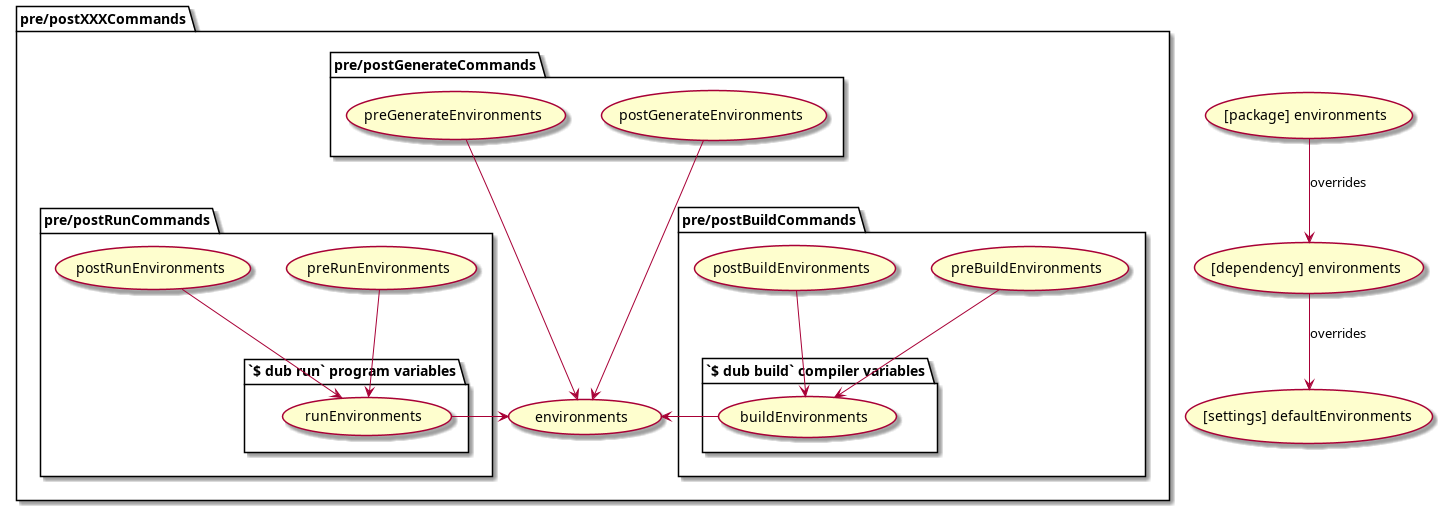 pre/postXXXCommands
pre/postGenerateCommands
preGenerateEnvironments
postGenerateEnvironments
[package] environments
overrides
pre/postRunCommands
pre/postBuildCommands
postRunEnvironments
preRunEnvironments
postBuildEnvironments
preBuildEnvironments
[dependency] environments
overrides
`$ dub run` program variables
`$ dub build` compiler variables
runEnvironments
environments
buildEnvironments
[settings] defaultEnvironments